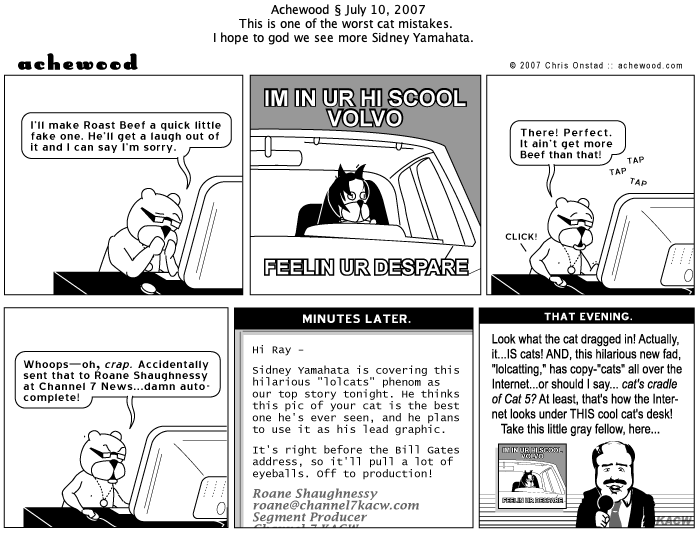 Achewood § July 10, 2007
This is one of the worst cat mistakes.
I hope to god we see more Sidney Yamahata.
achewood
© 2007 Chris Onstad :: achewood.com
I'll make Roast Beef a quick little
fake one. He'll get a laugh out of
it and I can say I'm sorry.
IM IN UR HI SCOOL
VOLVO
FEELIN UR DESPARE
There! Perfect.
It ain't get more
Beef than that!
TAP
TAP
TAP
CLICK!
Whoops—oh, crap. Accidentally
sent that to Roane Shaughnessy
at Channel 7 News...damn auto-
complete!
MINUTES LATER.
Hi Ray –
Sidney Yamahata is covering this
hilarious "lolcats" phenom as
our top story tonight. He thinks
this pic of your cat is the best
one he's ever seen, and he plans
to use it as his lead graphic.
It's right before the Bill Gates
address, so it'll pull a lot of
eyeballs. Off to production!
Roane Shaughnessy
roane@channel7kacw.com
Segment Producer
Channel 7 KACW
THAT EVENING.
Look what the cat dragged in! Actually,
it...IS cats! AND, this hilarious new fad,
"lolcatting," has copy-"cats" all over the
Internet...or should I say... cat's cradle
of Cat 5? At least, that's how the Inter-
net looks under THIS cool cat's desk!
Take this little gray fellow, here...
IM IN UR HI SCOOL
VOLVO
FEELIN UR DESPARE
KACW